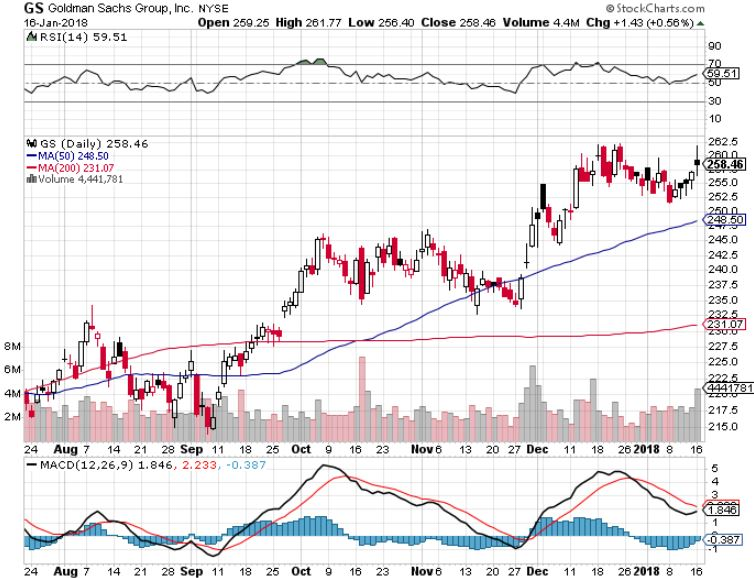 GS Goldman Sachs Group, Inc. NYSE © StockCharts.com
16-Jan-2018 Open 259.25 High 261.77 Low 256.40 Close 258.46 Volume 4.4M Chg +1.43 (+0.56%)
RSI(14) 59.51
90
70
59.51
50
30
10
GS (Daily) 258.46
MA(50) 248.50
MA(200) 231.07
Volume 4,441,781
262.5
260.0
258.46
255.0
252.5
250.0
248.50
247.5
245.0
242.5
240.0
237.5
235.0
232.5
231.07
230.0
227.5
225.0
222.5
4441781
220.0
217.5
215.0
8M
6M
4M
2M
24 Aug 7 14 21 28 Sep 11 18 25 Oct 9 16 23 Nov 6 13 20 27 Dec 11 18 26 2018 8 16
MACD(12,26,9) 1.846, 2.233, -0.387
5
4
3
2.233
1.846
1
-0.387
-1
24 Aug 7 14 21 28 Sep 11 18 25 Oct 9 16 23 Nov 6 13 20 27 Dec 11 18 26 2018 8 16